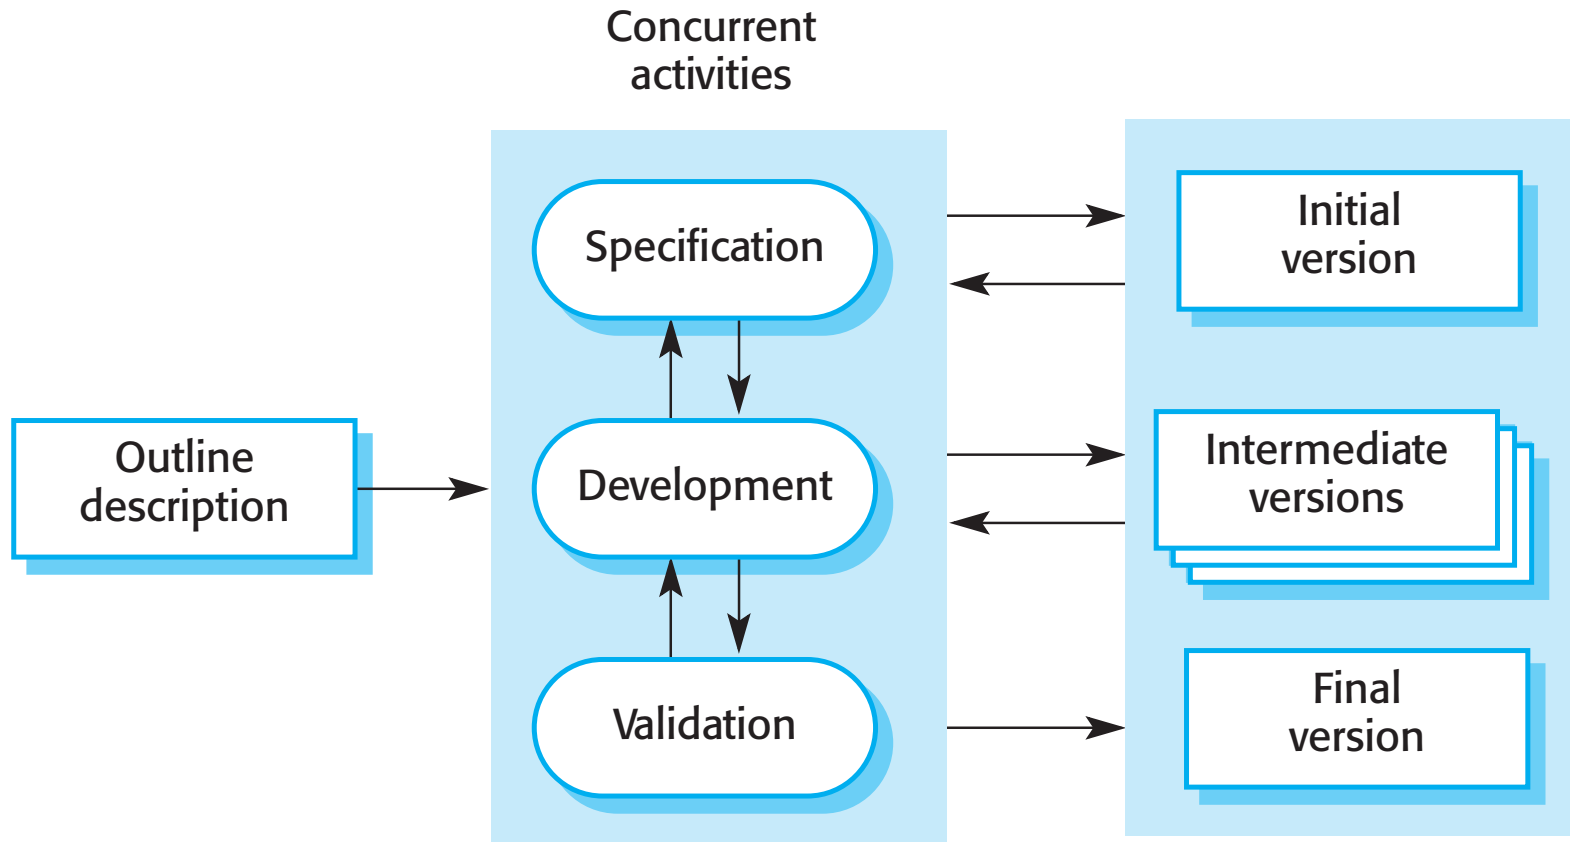 Concurrent
activities
Specification
Initial
version
Outline
description
Development
Intermediate
versions
Validation
Final
version